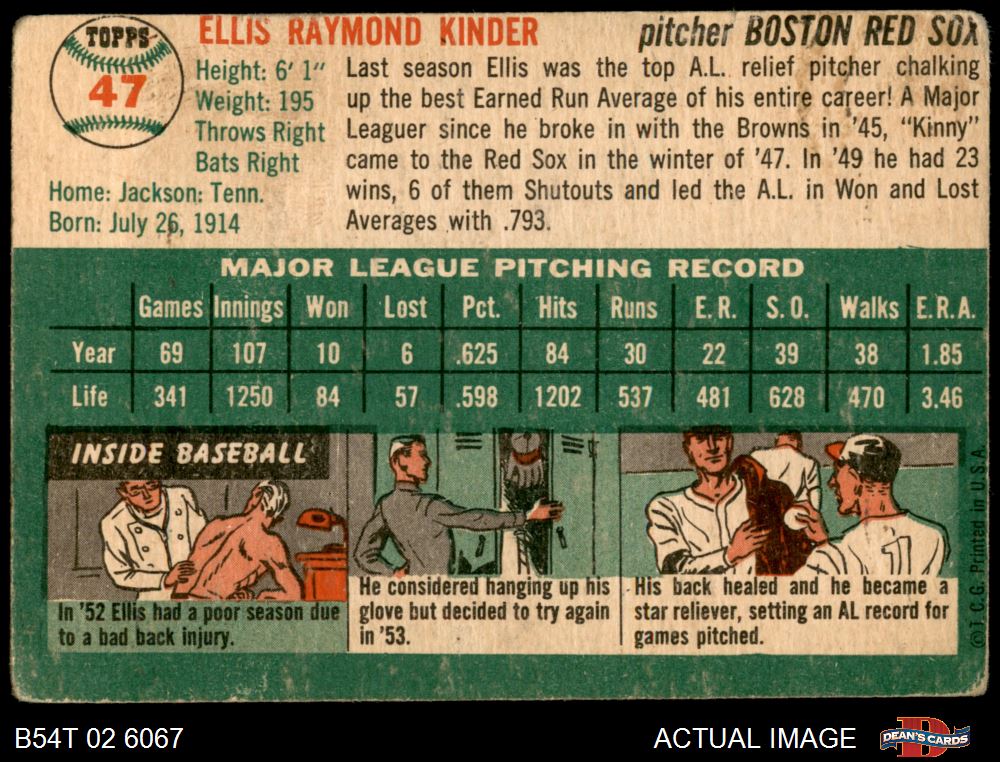 TOPPS
47
ELLIS RAYMOND KINDER
pitcher BOSTON RED SOX
Height: 6' 1"
Weight: 195
Throws Right
Bats Right
Home: Jackson: Tenn.
Born: July 26, 1914
Last season Ellis was the top A.L. relief pitcher chalking
up the best Earned Run Average of his entire career! A Major
Leaguer since he broke in with the Browns in '45, "Kinny"
came to the Red Sox in the winter of '47. In '49 he had 23
wins, 6 of them Shutouts and led the A.L. in Won and Lost
Averages with .793.
MAJOR LEAGUE PITCHING RECORD
Games Innings Won Lost Pct. Hits Runs E.R. S.O. Walks E.R.A.
Year 69 107 10 6 .625 84 30 22 39 38 1.85
Life 341 1250 84 57 .598 1202 537 481 628 470 3.46
INSIDE BASEBALL
In '52 Ellis had a poor season due
to a bad back injury.
He considered hanging up his
glove but decided to try again
in '53.
1
His back healed and he became a
star reliever, setting an AL record for
games pitched.
©T.C.G. Printed in U.S.A.
B54T 02 6067
ACTUAL IMAGE
D
DEAN'S CARDS